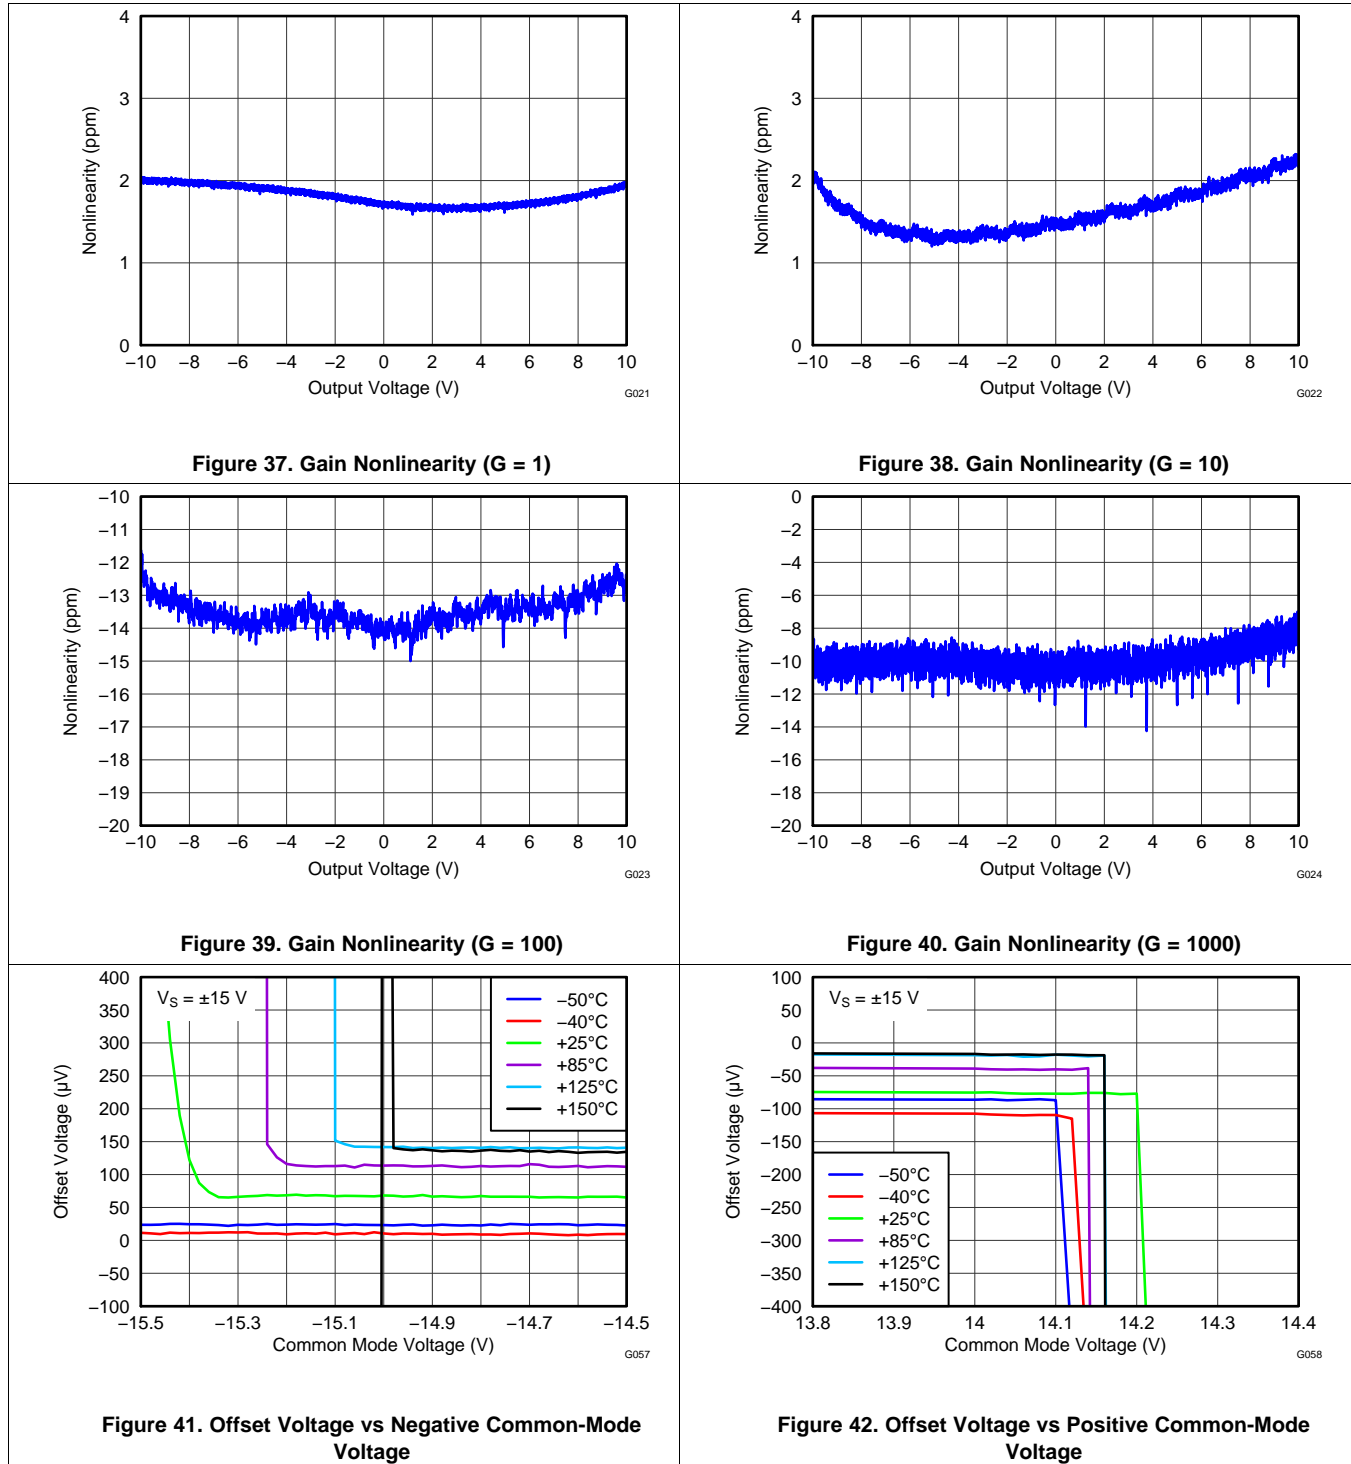 4
3
2
1
0
Nonlinearity (ppm)
−10 −8 −6 −4 −2 0 2 4 6 8 10
Output Voltage (V)
G021
Figure 37. Gain Nonlinearity (G = 1)
4
3
2
1
0
Nonlinearity (ppm)
−10 −8 −6 −4 −2 0 2 4 6 8 10
Output Voltage (V)
G022
Figure 38. Gain Nonlinearity (G = 10)
−10
−11
−12
−13
−14
−15
−16
−17
−18
−19
−20
Nonlinearity (ppm)
−10 −8 −6 −4 −2 0 2 4 6 8 10
Output Voltage (V)
G023
Figure 39. Gain Nonlinearity (G = 100)
0
−2
−4
−6
−8
−10
−12
−14
−16
−18
−20
Nonlinearity (ppm)
−10 −8 −6 −4 −2 0 2 4 6 8 10
Output Voltage (V)
G024
Figure 40. Gain Nonlinearity (G = 1000)
400
350
300
250
200
150
100
50
0
−50
−100
Offset Voltage (µV)
VS = ±15 V
−50°C
−40°C
+25°C
+85°C
+125°C
+150°C
−15.5 −15.3 −15.1 −14.9 −14.7 −14.5
Common Mode Voltage (V)
G057
Figure 41. Offset Voltage vs Negative Common-Mode
Voltage
100
50
0
−50
−100
−150
−200
−250
−300
−350
−400
Offset Voltage (µV)
VS = ±15 V
−50°C
−40°C
+25°C
+85°C
+125°C
+150°C
13.8 13.9 14 14.1 14.2 14.3 14.4
Common Mode Voltage (V)
G058
Figure 42. Offset Voltage vs Positive Common-Mode
Voltage